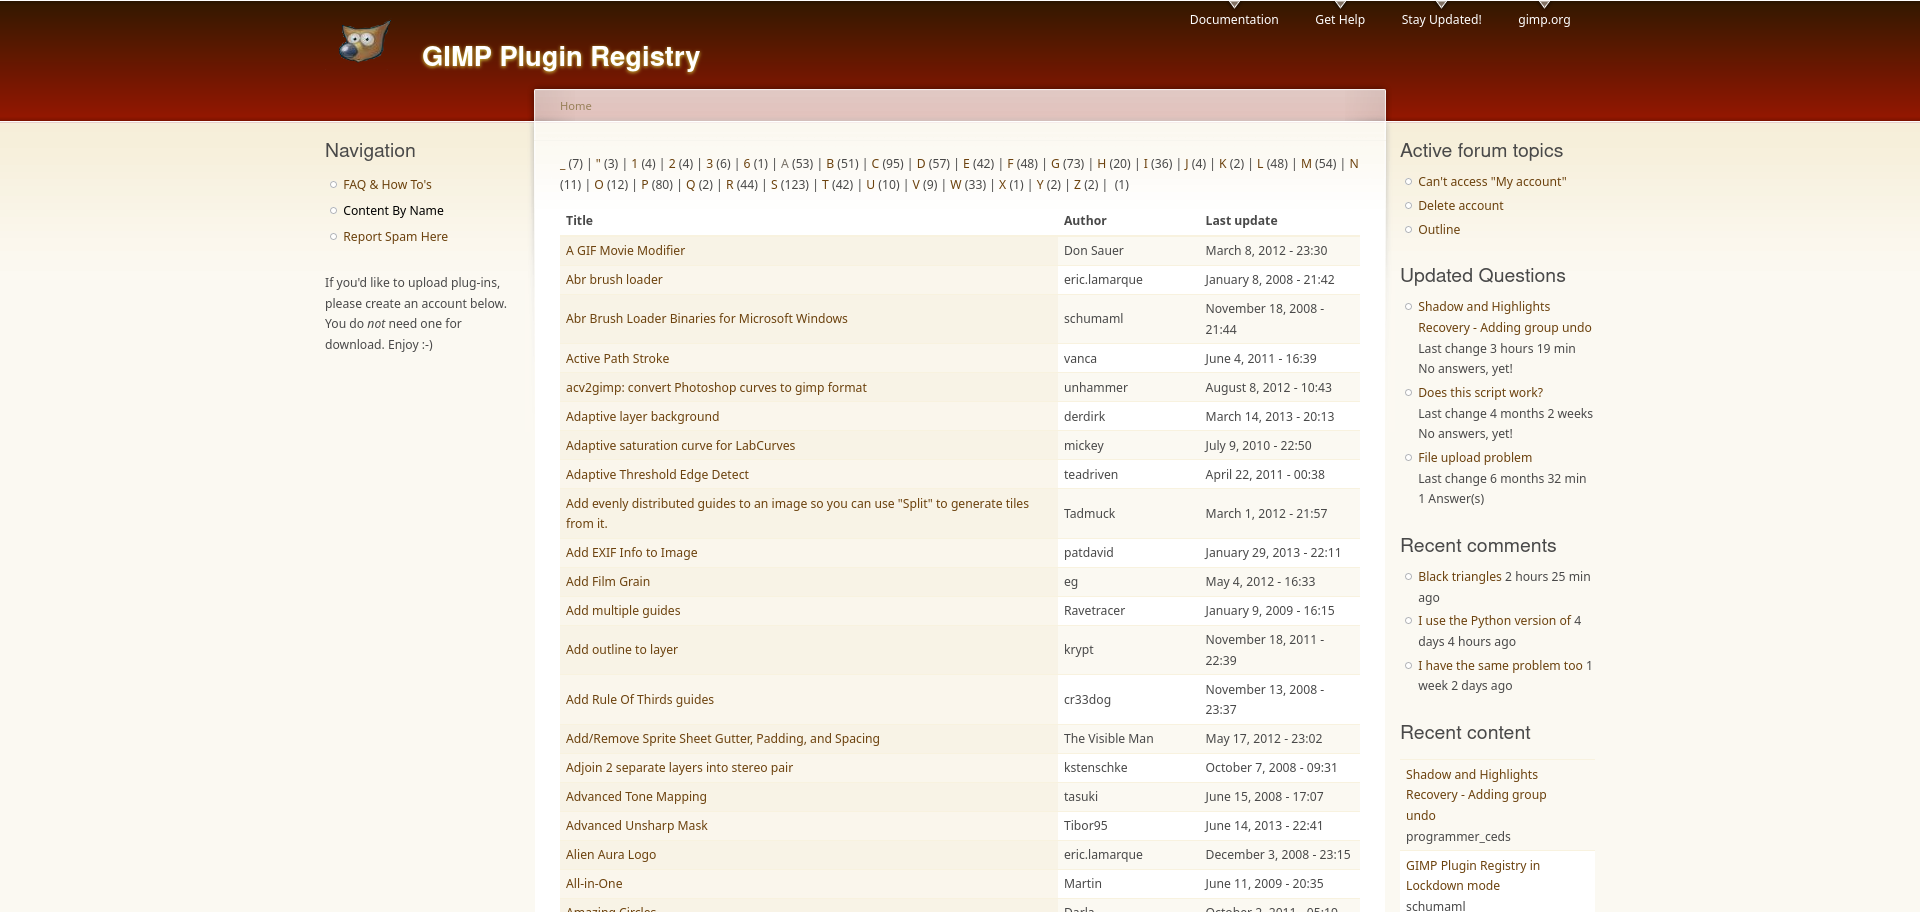 Documentation
Get Help
Stay Updated!
gimp.org
GIMP Plugin Registry
Home
Navigation
FAQ & How To's
Content By Name
Report Spam Here
If you'd like to upload plug-ins,
please create an account below.
You do not need one for
download. Enjoy :-)
_ (7) | " (3) | 1 (4) | 2 (4) | 3 (6) | 6 (1) | A (53) | B (51) | C (95) | D (57) | E (42) | F (48) | G (73) | H (20) | I (36) | J (4) | K (2) | L (48) | M (54) | N
(11) | O (12) | P (80) | Q (2) | R (44) | S (123) | T (42) | U (10) | V (9) | W (33) | X (1) | Y (2) | Z (2) | (1)
Title Author Last update
A GIF Movie Modifier Don Sauer March 8, 2012 - 23:30
Abr brush loader eric.lamarque January 8, 2008 - 21:42
Abr Brush Loader Binaries for Microsoft Windows schumaml November 18, 2008 -
21:44
Active Path Stroke vanca June 4, 2011 - 16:39
acv2gimp: convert Photoshop curves to gimp format unhammer August 8, 2012 - 10:43
Adaptive layer background derdirk March 14, 2013 - 20:13
Adaptive saturation curve for LabCurves mickey July 9, 2010 - 22:50
Adaptive Threshold Edge Detect teadriven April 22, 2011 - 00:38
Add evenly distributed guides to an image so you can use "Split" to generate tiles
from it. Tadmuck March 1, 2012 - 21:57
Add EXIF Info to Image patdavid January 29, 2013 - 22:11
Add Film Grain eg May 4, 2012 - 16:33
Add multiple guides Ravetracer January 9, 2009 - 16:15
Add outline to layer krypt November 18, 2011 -
22:39
Add Rule Of Thirds guides cr33dog November 13, 2008 -
23:37
Add/Remove Sprite Sheet Gutter, Padding, and Spacing The Visible Man May 17, 2012 - 23:02
Adjoin 2 separate layers into stereo pair kstenschke October 7, 2008 - 09:31
Advanced Tone Mapping tasuki June 15, 2008 - 17:07
Advanced Unsharp Mask Tibor95 June 14, 2013 - 22:41
Alien Aura Logo eric.lamarque December 3, 2008 - 23:15
All-in-One Martin June 11, 2009 - 20:35
Amazing Circles Darla
Active forum topics
Can't access "My account"
Delete account
Outline
Updated Questions
Shadow and Highlights
Recovery - Adding group undo
Last change 3 hours 19 min
No answers, yet!
Does this script work?
Last change 4 months 2 weeks
No answers, yet!
File upload problem
Last change 6 months 32 min
1 Answer(s)
Recent comments
Black triangles 2 hours 25 min
ago
I use the Python version of 4
days 4 hours ago
I have the same problem too 1
week 2 days ago
Recent content
Shadow and Highlights
Recovery - Adding group
undo
programmer_ceds
GIMP Plugin Registry in
Lockdown mode
schumaml